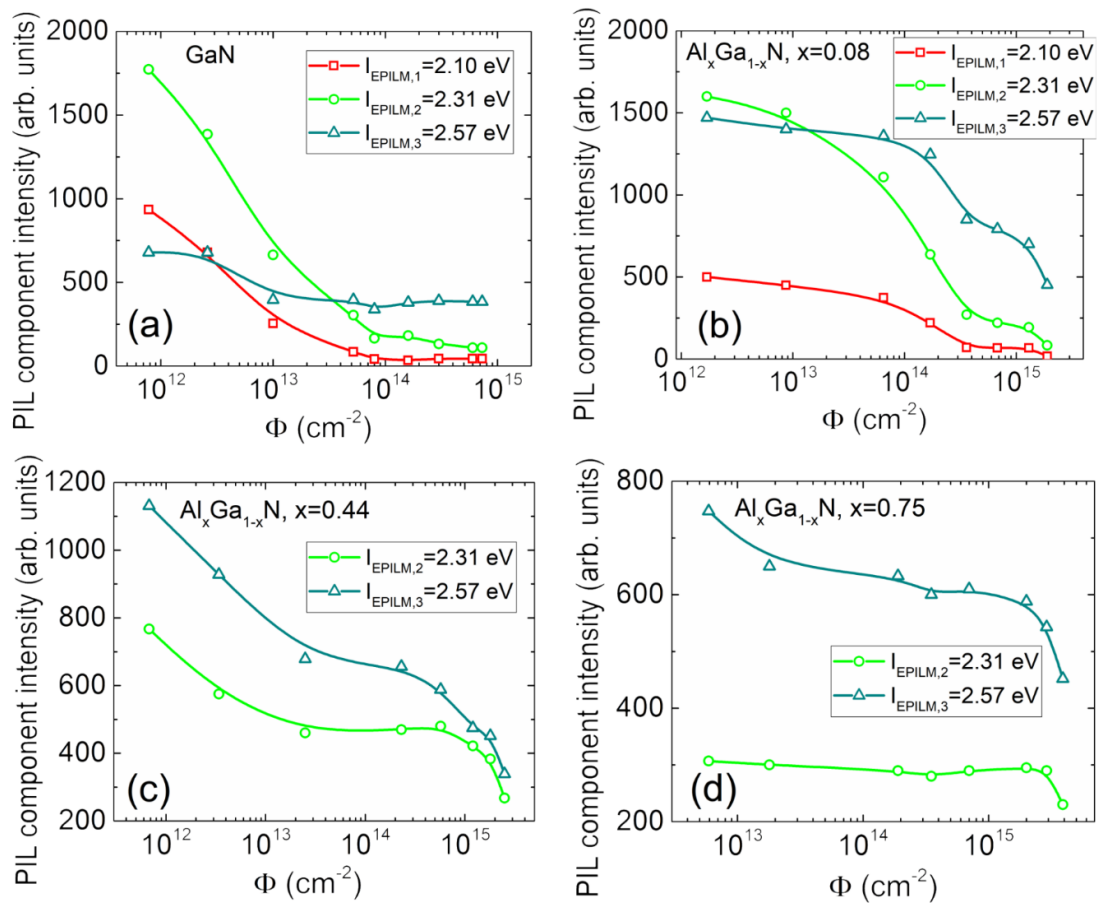 PIL component intensity (arb. units)
2000
1500
1000
500
0
GaN
I_EPILM,1=2.10 eV
I_EPILM,2=2.31 eV
I_EPILM,3=2.57 eV
(a)
10^12 10^13 10^14 10^15
Φ (cm^-2)
PIL component intensity (arb. units)
2000
1500
1000
500
0
Al_xGa_1-xN, x=0.08
I_EPILM,1=2.10 eV
I_EPILM,2=2.31 eV
I_EPILM,3=2.57 eV
(b)
10^12 10^13 10^14 10^15
Φ (cm^-2)
PIL component intensity (arb. units)
1200
1000
800
600
400
200
Al_xGa_1-xN, x=0.44
I_EPILM,2=2.31 eV
I_EPILM,3=2.57 eV
(c)
10^12 10^13 10^14 10^15
Φ (cm^-2)
PIL component intensity (arb. units)
800
600
400
200
Al_xGa_1-xN, x=0.75
I_EPILM,2=2.31 eV
I_EPILM,3=2.57 eV
(d)
10^13 10^14 10^15
Φ (cm^-2)